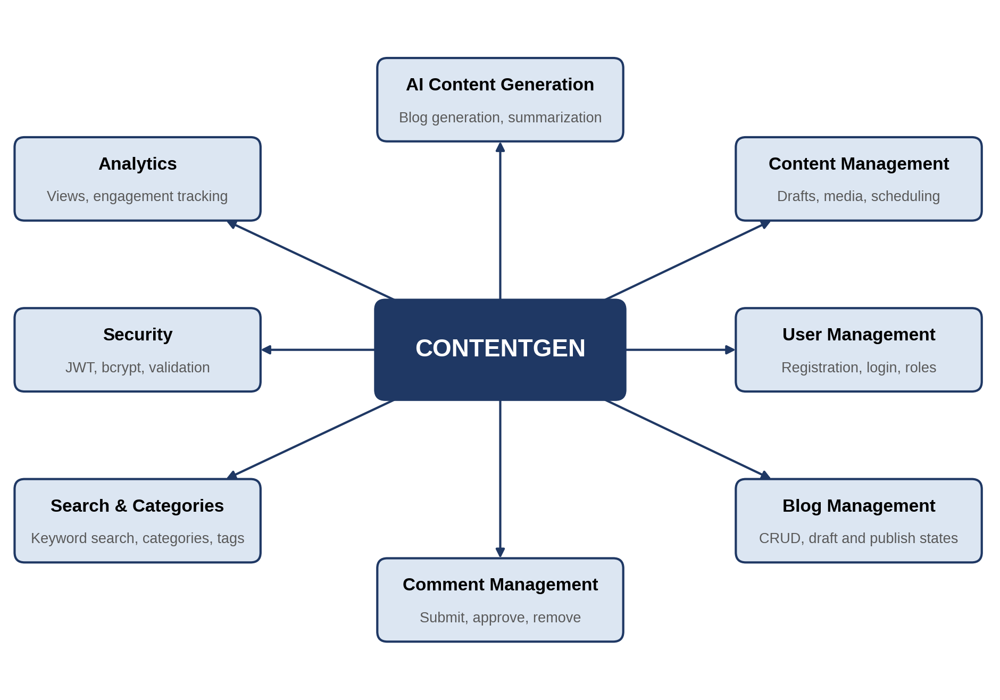 AI Content Generation
Blog generation, summarization
Analytics
Views, engagement tracking
Content Management
Drafts, media, scheduling
Security
JWT, bcrypt, validation
CONTENTGEN
User Management
Registration, login, roles
Search & Categories
Keyword search, categories, tags
Blog Management
CRUD, draft and publish states
Comment Management
Submit, approve, remove